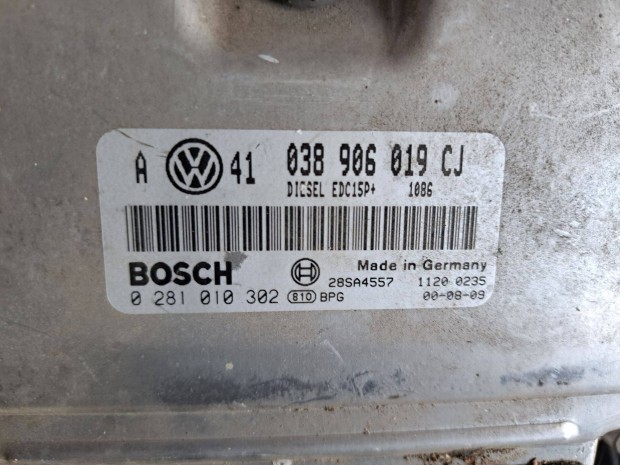 A VW 41 038 906 019 CJ
DIESEL EDC15P+ 1086
BOSCH Made in Germany
28SA4557 1120 0235
0 281 010 302 810 BPG 00-08-09